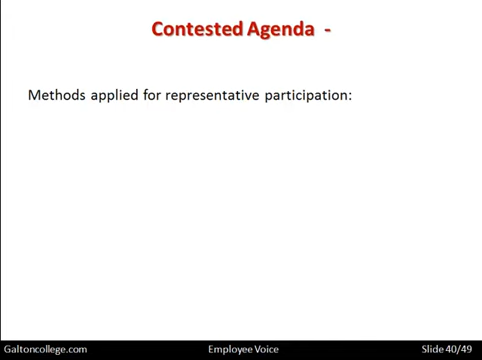 Contested Agenda -
Methods applied for representative participation:
Galtoncollege.com Employee Voice Slide 40/49